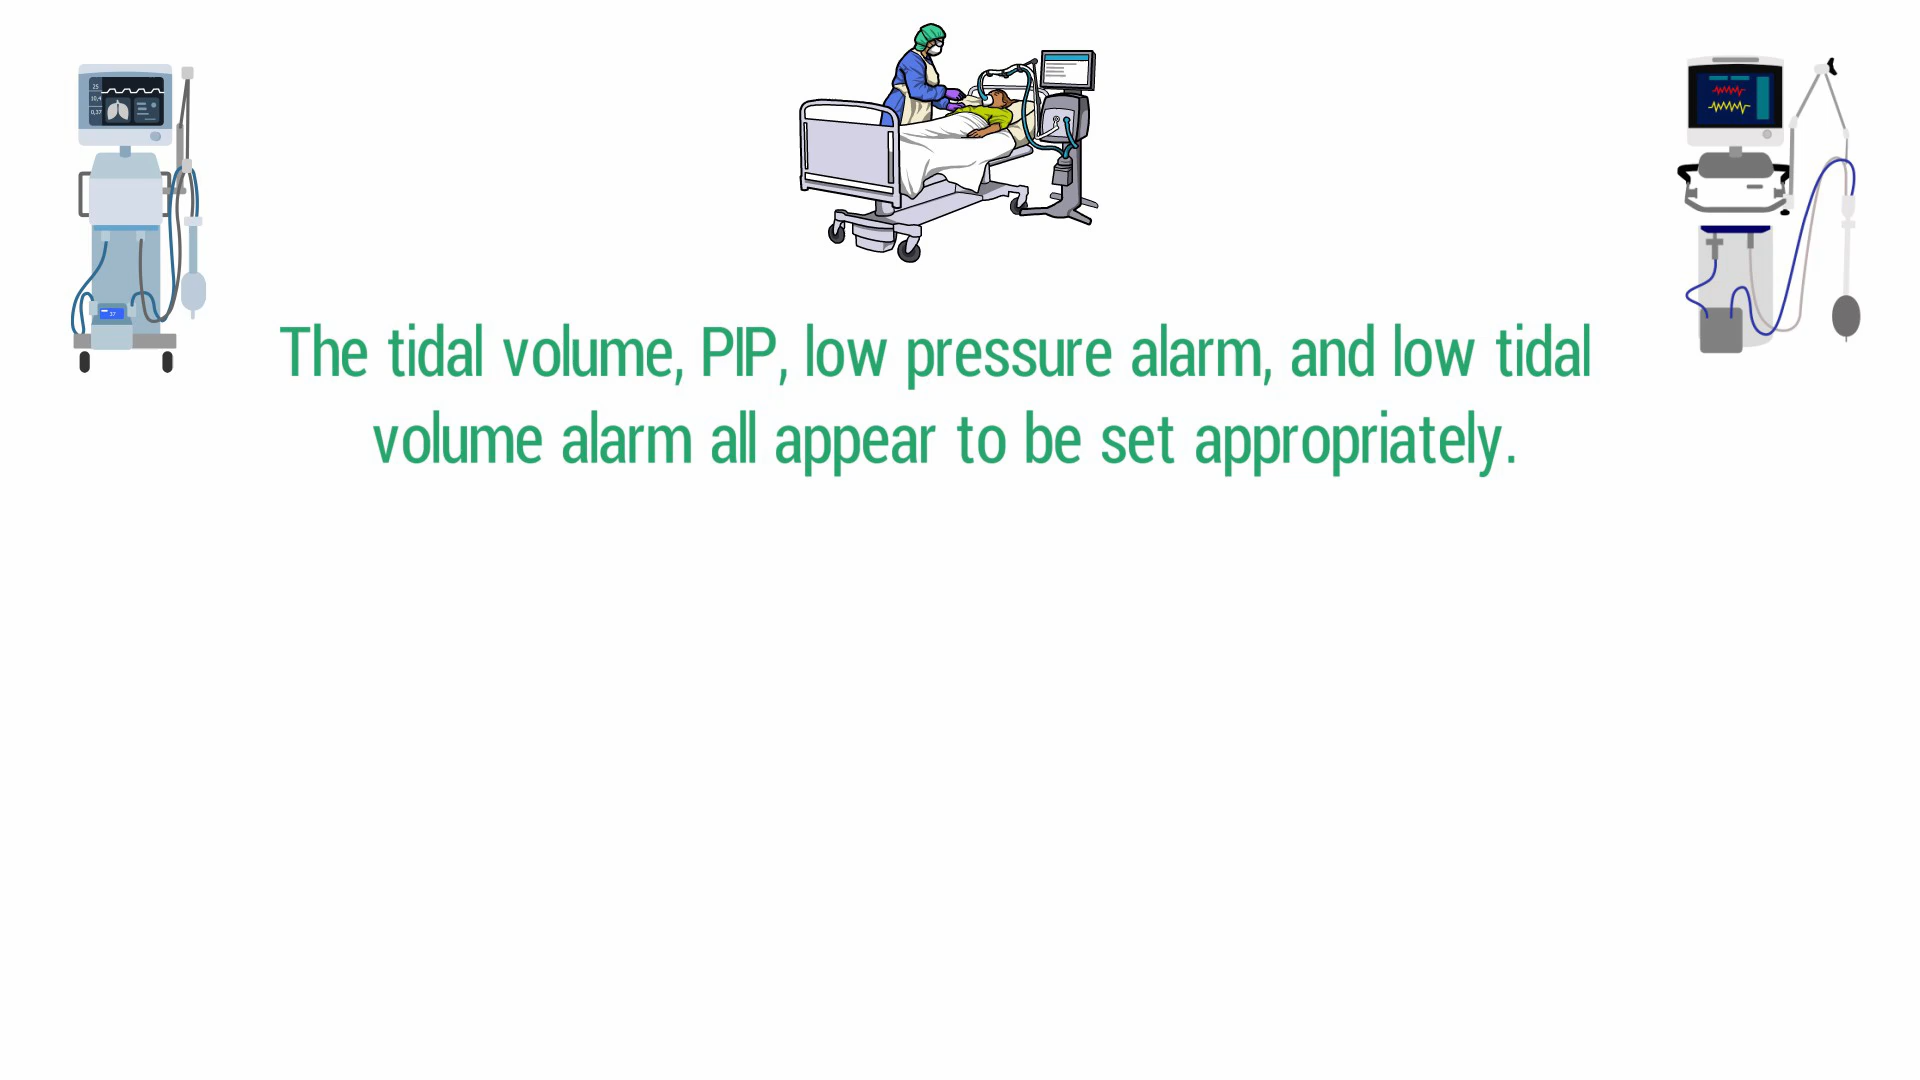 The tidal volume, PIP, low pressure alarm, and low tidal
volume alarm all appear to be set appropriately.